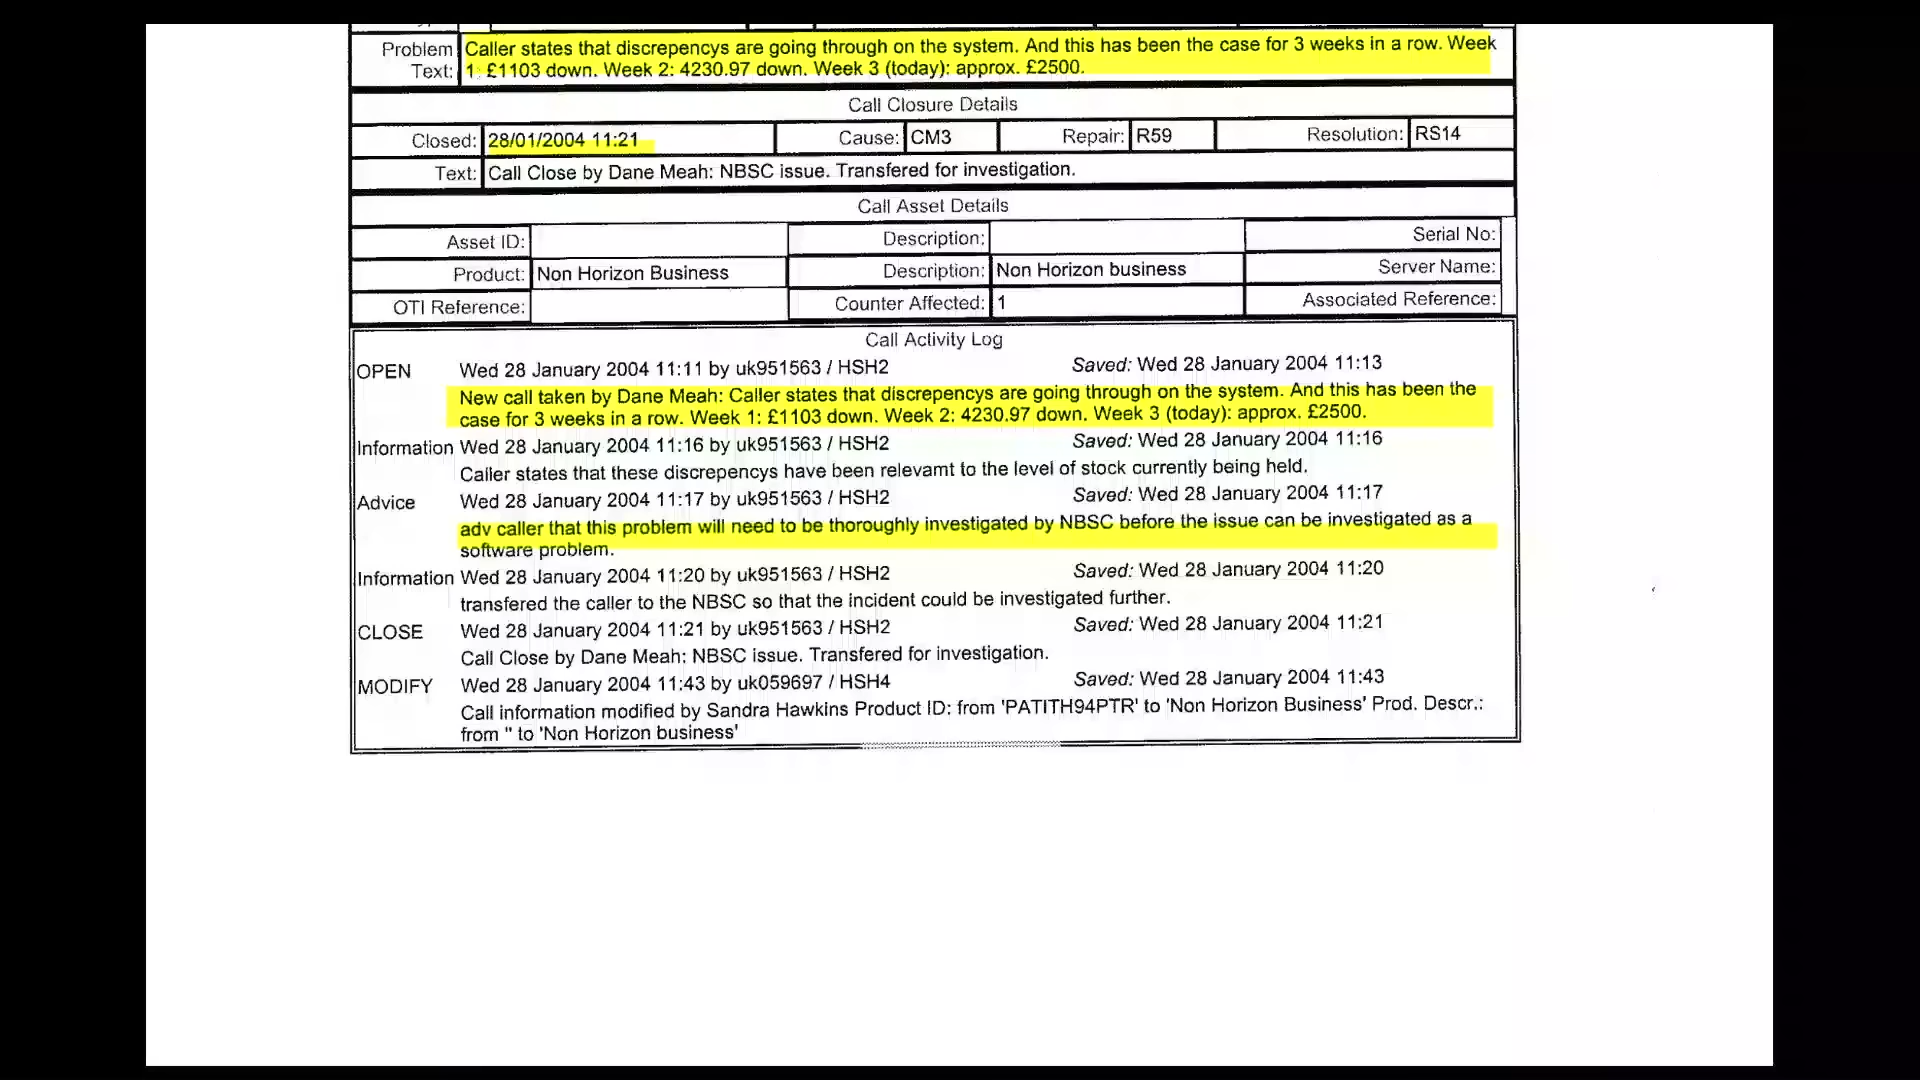 Problem Text: Caller states that discrepencys are going through on the system. And this has been the case for 3 weeks in a row. Week
1: £1103 down. Week 2: 4230.97 down. Week 3 (today): approx. £2500.
Call Closure Details
Closed: 28/01/2004 11:21 Cause: CM3 Repair: R59 Resolution: RS14
Text: Call Close by Dane Meah: NBSC issue. Transfered for investigation.
Call Asset Details
Asset ID: Description: Serial No:
Product: Non Horizon Business Description: Non Horizon business Server Name:
OTI Reference: Counter Affected: 1 Associated Reference:
Call Activity Log
OPEN Wed 28 January 2004 11:11 by uk951563 / HSH2 Saved: Wed 28 January 2004 11:13
New call taken by Dane Meah: Caller states that discrepencys are going through on the system. And this has been the
case for 3 weeks in a row. Week 1: £1103 down. Week 2: 4230.97 down. Week 3 (today): approx. £2500.
Information Wed 28 January 2004 11:16 by uk951563 / HSH2 Saved: Wed 28 January 2004 11:16
Caller states that these discrepencys have been relevamt to the level of stock currently being held.
Advice Wed 28 January 2004 11:17 by uk951563 / HSH2 Saved: Wed 28 January 2004 11:17
adv caller that this problem will need to be thoroughly investigated by NBSC before the issue can be investigated as a
software problem.
Information Wed 28 January 2004 11:20 by uk951563 / HSH2 Saved: Wed 28 January 2004 11:20
transfered the caller to the NBSC so that the incident could be investigated further.
CLOSE Wed 28 January 2004 11:21 by uk951563 / HSH2 Saved: Wed 28 January 2004 11:21
Call Close by Dane Meah: NBSC issue. Transfered for investigation.
MODIFY Wed 28 January 2004 11:43 by uk059697 / HSH4 Saved: Wed 28 January 2004 11:43
Call information modified by Sandra Hawkins Product ID: from 'PATITH94PTR' to 'Non Horizon Business' Prod. Descr.:
from '' to 'Non Horizon business'